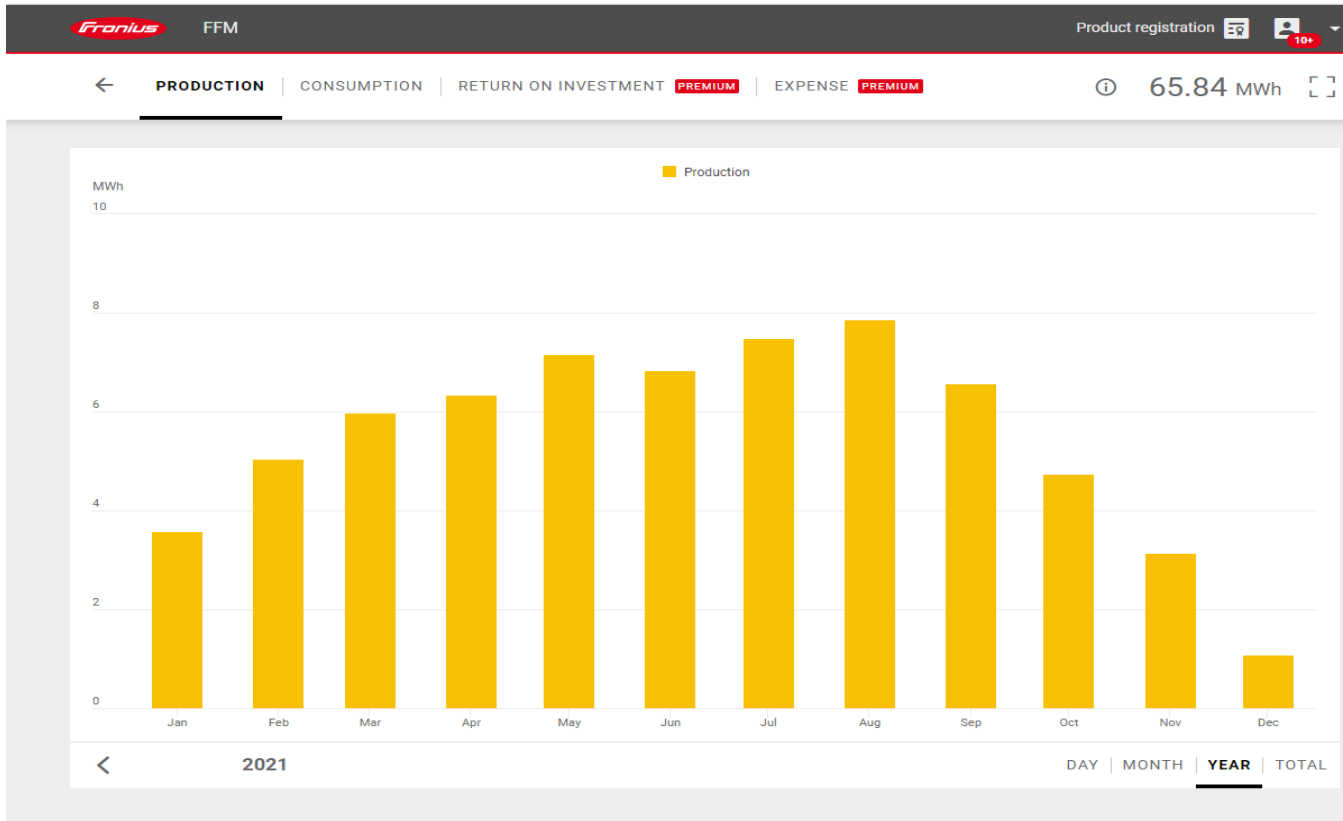 Fronius FFM Product registration 10+
PRODUCTION CONSUMPTION RETURN ON INVESTMENT PREMIUM EXPENSE PREMIUM 65.84 MWh
Production
MWh
10
8
6
4
2
0
Jan Feb Mar Apr May Jun Jul Aug Sep Oct Nov Dec
2021 DAY MONTH YEAR TOTAL